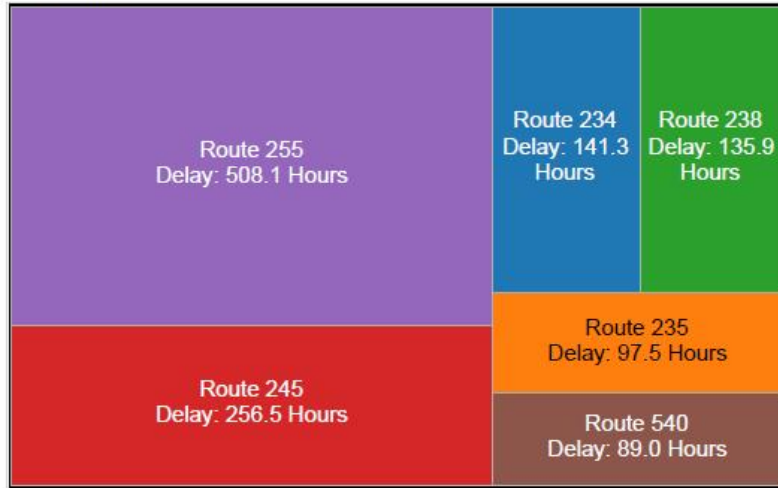 Route 255
Delay: 508.1 Hours
Route 234
Delay: 141.3
Hours
Route 238
Delay: 135.9
Hours
Route 235
Delay: 97.5 Hours
Route 245
Delay: 256.5 Hours
Route 540
Delay: 89.0 Hours